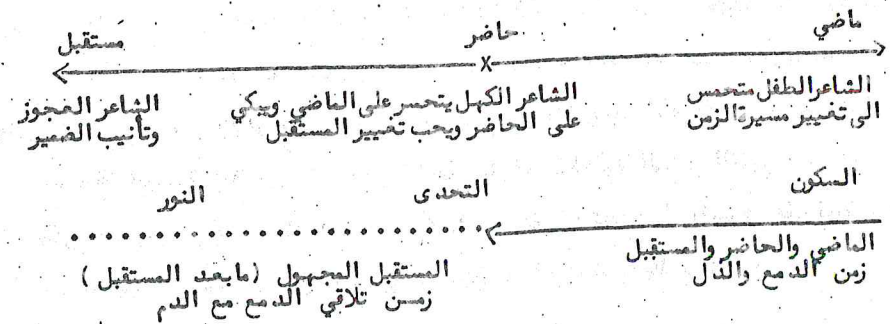 ماضي حاضر مستقبل
X
الشاعر الطفل متحمس الشاعر الكهل يتحسر على الماضي ويبكي الشاعر العجوز
الى تغيير مسيرة الزمن على الحاضر ويحب تغيير المستقبل وتأنيب الضمير
السكون التحدى النور
الماضي والحاضر والمستقبل المستقبل المجهول (مابعد المستقبل)
زمن الدمع والذل زمن تلاقي الدمع مع الدم